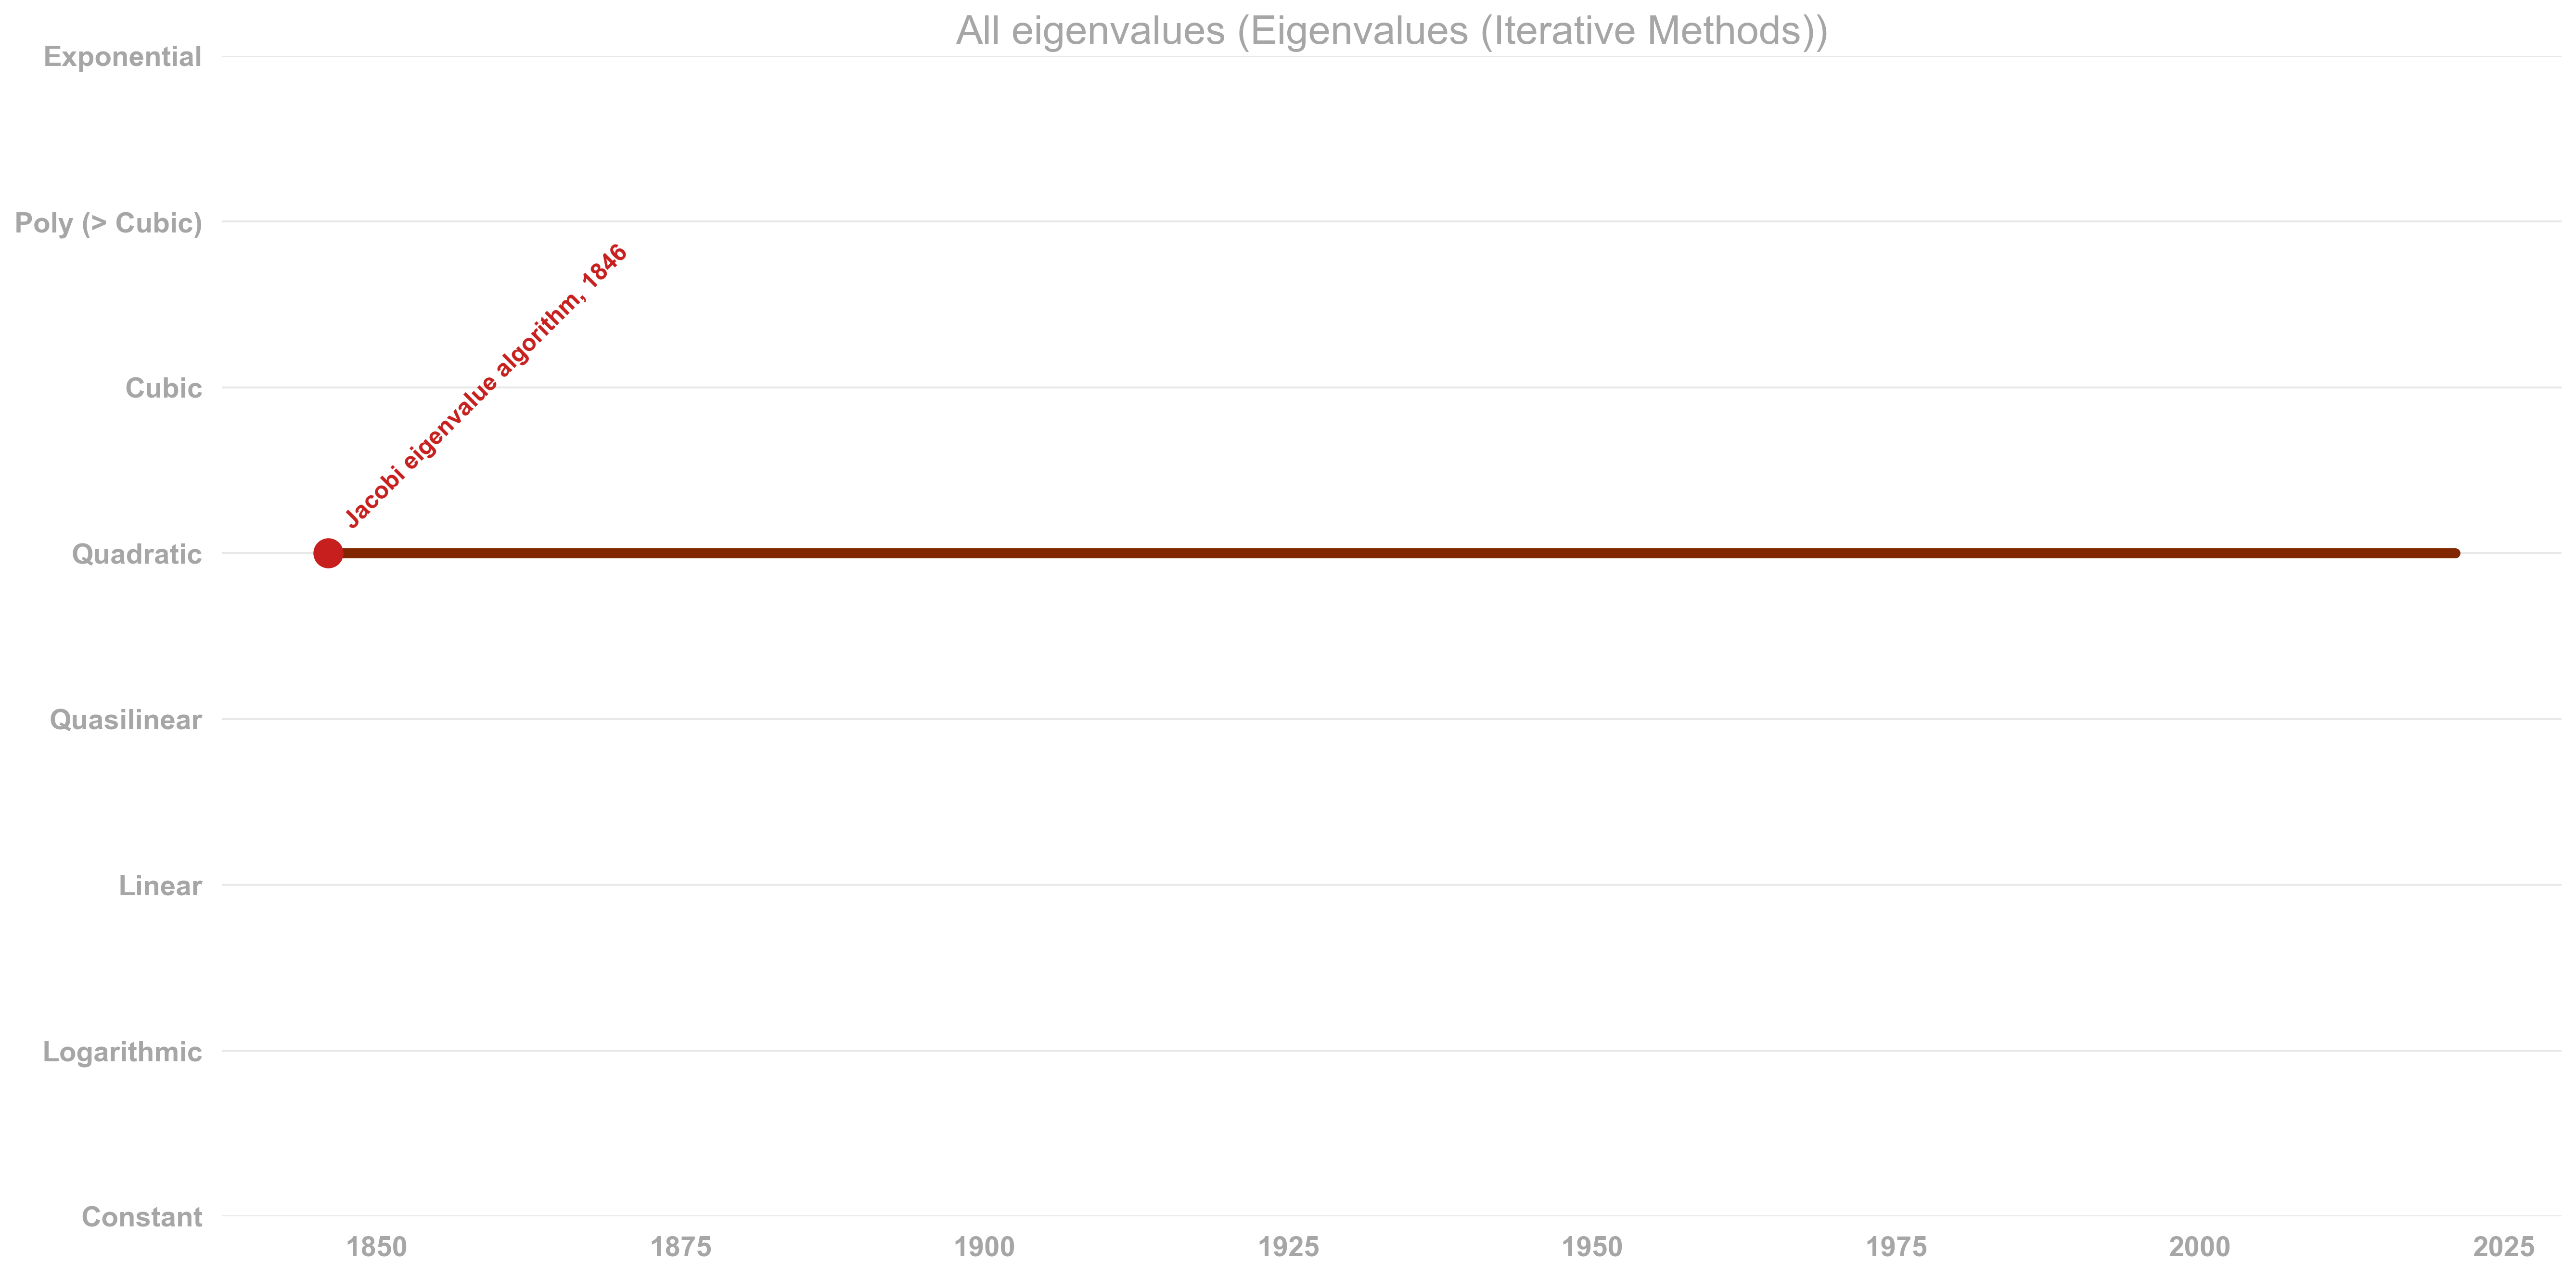 All eigenvalues (Eigenvalues (Iterative Methods))
Exponential
Poly (> Cubic)
Cubic
Quadratic
Quasilinear
Linear
Logarithmic
Constant
Jacobi eigenvalue algorithm, 1846
1850 1875 1900 1925 1950 1975 2000 2025